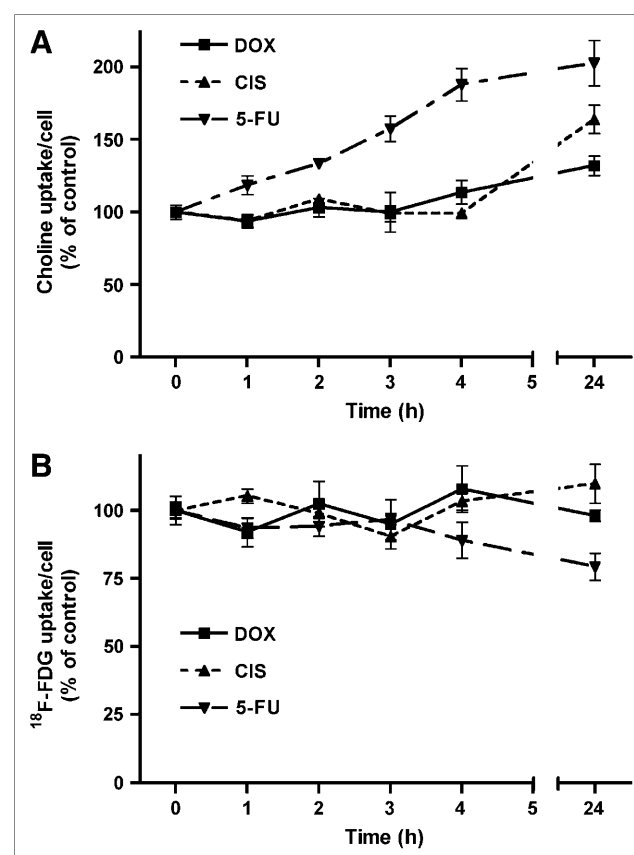 A
DOX
CIS
5-FU
Choline uptake/cell
(% of control)
200
150
100
50
0
0 1 2 3 4 5 24
Time (h)
B
100
75
50
25
0
DOX
CIS
5-FU
¹⁸F-FDG uptake/cell
(% of control)
0 1 2 3 4 5 24
Time (h)